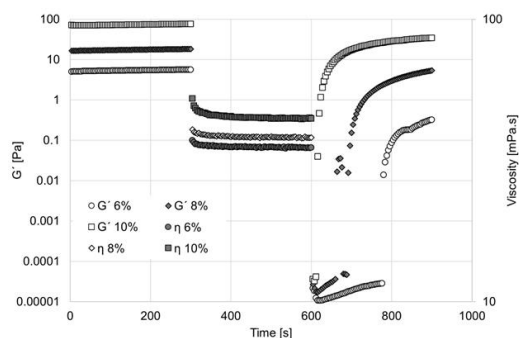 100
10
1
0.1
0.01
0.001
0.0001
0.00001
G´ [Pa]
G´ 6%
G´ 8%
G´ 10%
η 6%
η 8%
η 10%
0 200 400 600 800 1000
Time [s]
100
10
Viscosity [mPa.s]